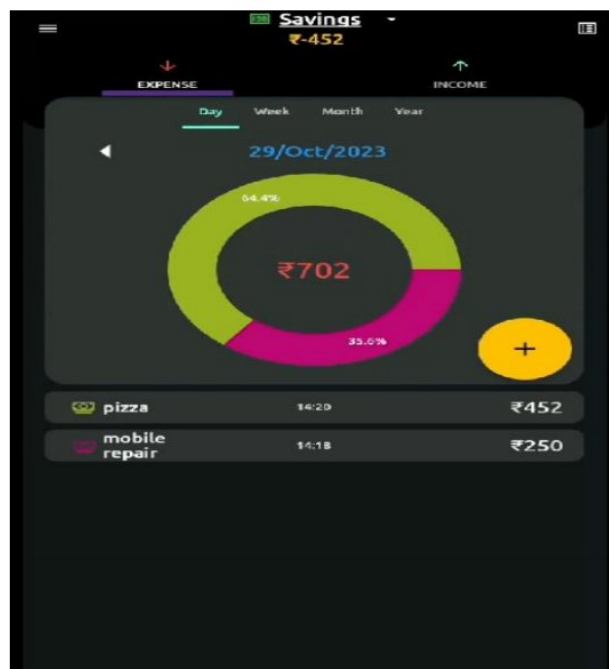 Savings
₹-452
EXPENSE INCOME
Day Week Month Year
29/Oct/2023
64.4%
₹702
35.6%
+
pizza 14:20 ₹452
mobile repair 14:18 ₹250